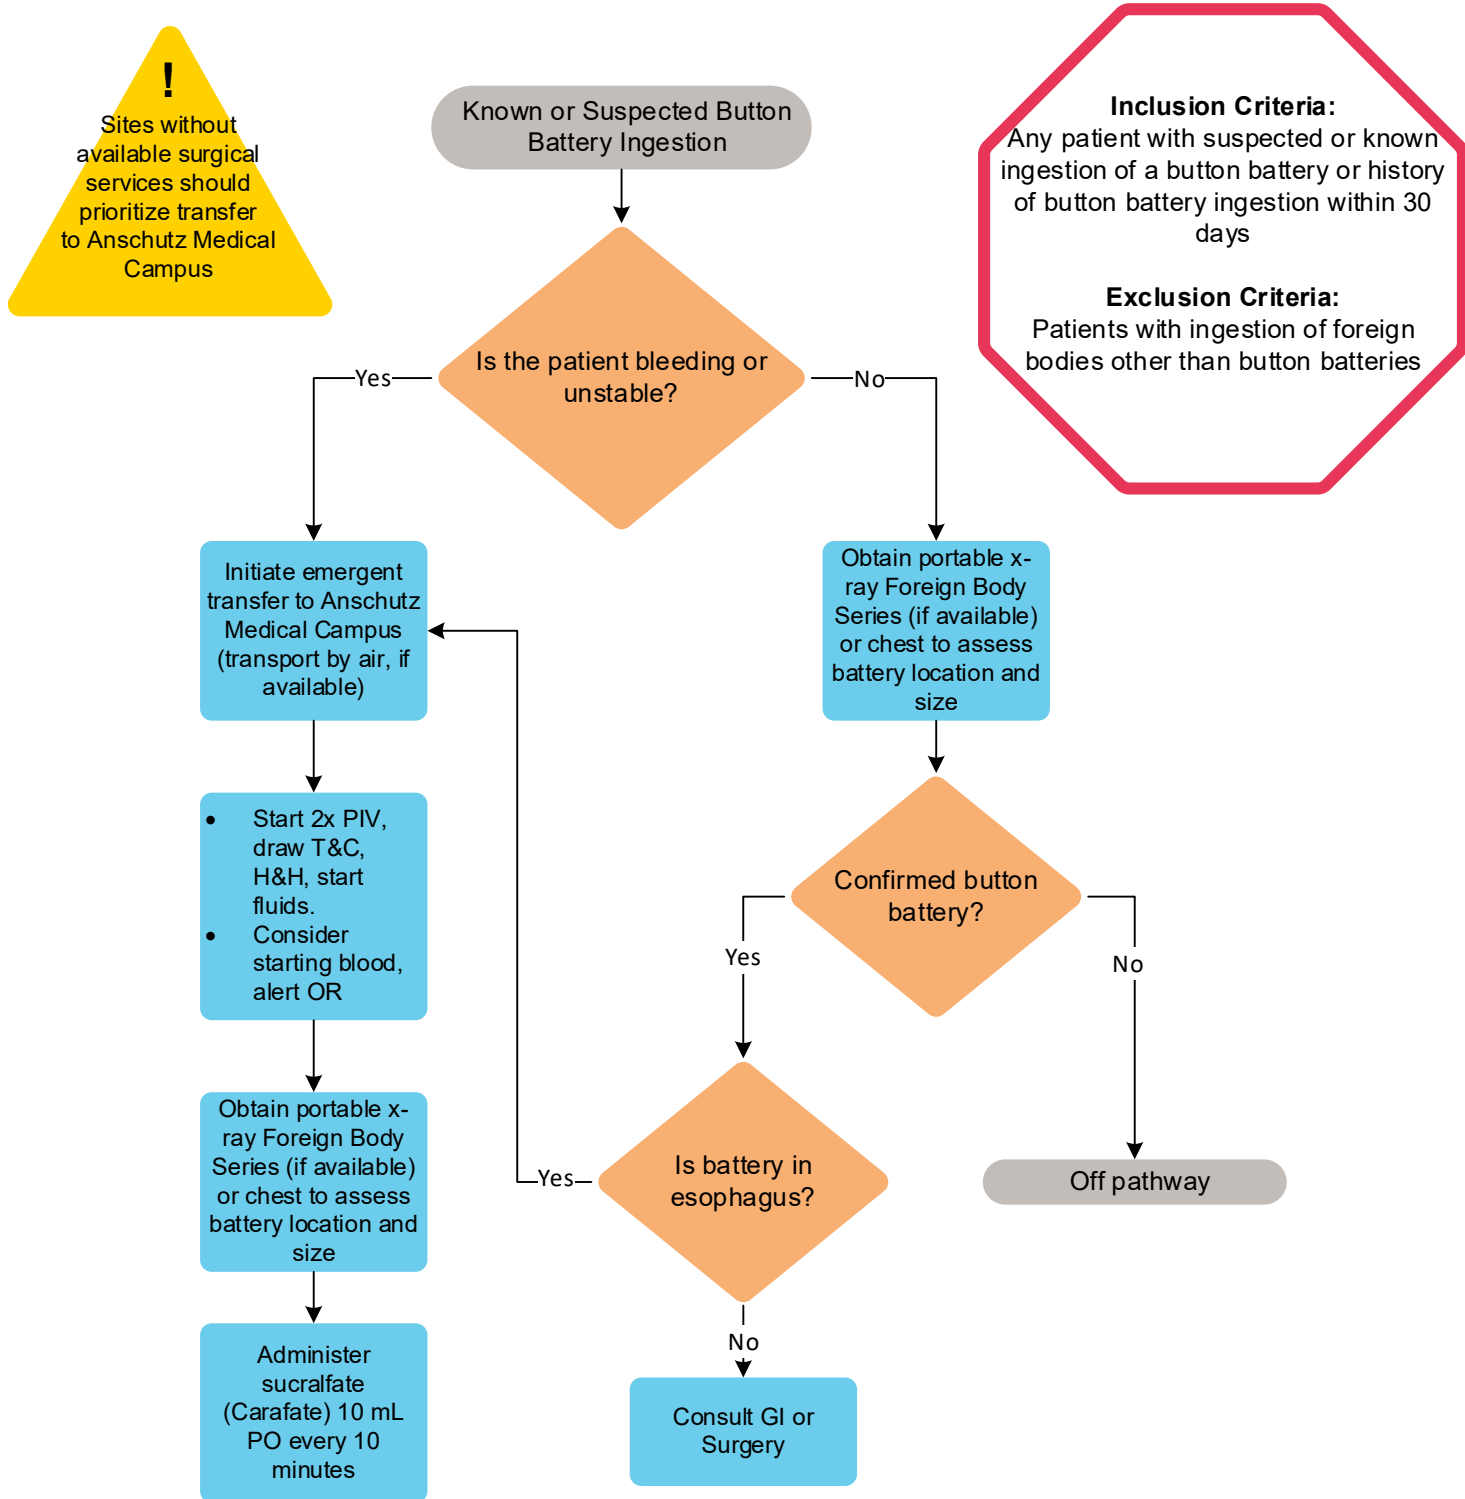 !
Sites without
available surgical
services should
prioritize transfer
to Anschutz Medical
Campus
Known or Suspected Button
Battery Ingestion
Inclusion Criteria:
Any patient with suspected or known
ingestion of a button battery or history
of button battery ingestion within 30
days
Exclusion Criteria:
Patients with ingestion of foreign
bodies other than button batteries
Is the patient bleeding or
unstable?
Yes
No
Initiate emergent
transfer to Anschutz
Medical Campus
(transport by air, if
available)
Obtain portable x-
ray Foreign Body
Series (if available)
or chest to assess
battery location and
size
• Start 2x PIV,
draw T&C,
H&H, start
fluids.
• Consider
starting blood,
alert OR
Confirmed button
battery?
Yes
No
Obtain portable x-
ray Foreign Body
Series (if available)
or chest to assess
battery location and
size
Is battery in
esophagus?
Yes
Off pathway
No
Administer
sucralfate
(Carafate) 10 mL
PO every 10
minutes
Consult GI or
Surgery